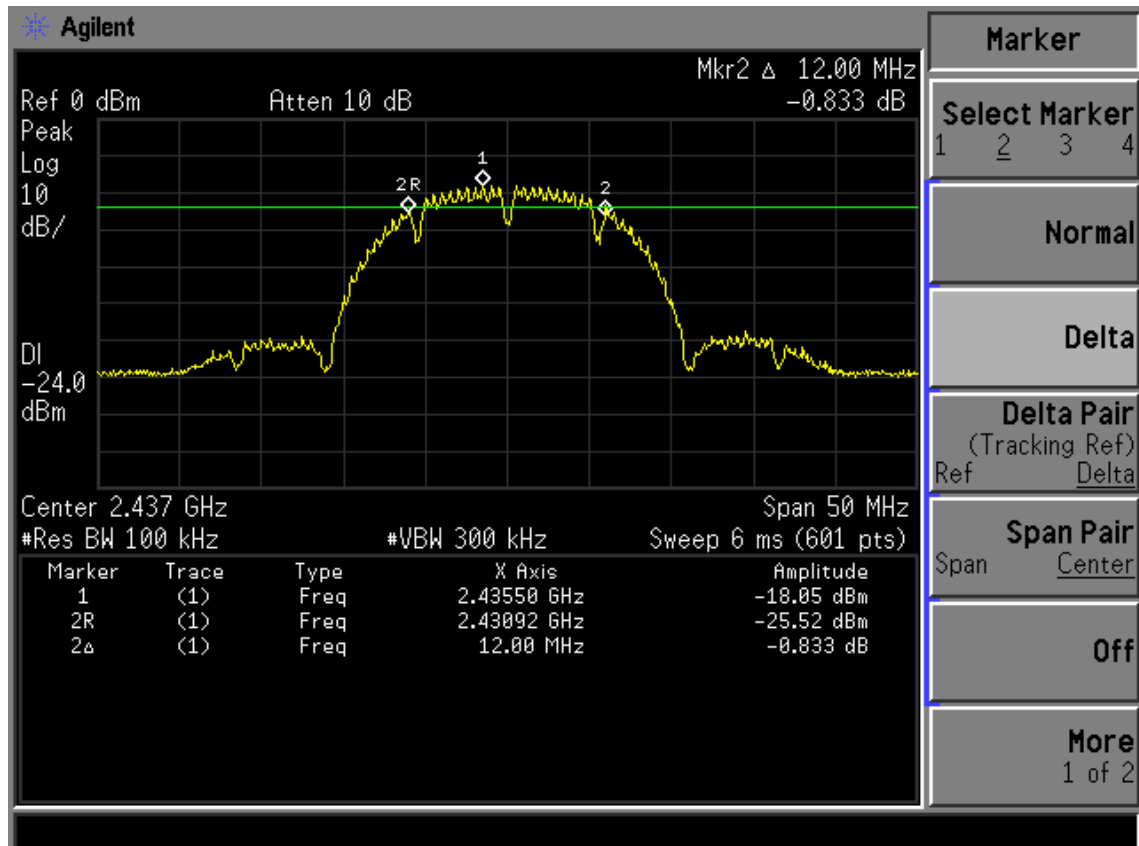 Agilent
Mkr2 Δ 12.00 MHz
Ref 0 dBm Atten 10 dB -0.833 dB
Peak
Log
10
dB/
1
2R
2
DI
-24.0
dBm
Center 2.437 GHz Span 50 MHz
#Res BW 100 kHz #VBW 300 kHz Sweep 6 ms (601 pts)
Marker Trace Type X Axis Amplitude
1 (1) Freq 2.43550 GHz -18.05 dBm
2R (1) Freq 2.43092 GHz -25.52 dBm
2Δ (1) Freq 12.00 MHz -0.833 dB
Marker
Select Marker
1 2 3 4
Normal
Delta
Delta Pair
(Tracking Ref)
Ref Delta
Span Pair
Span Center
Off
More
1 of 2